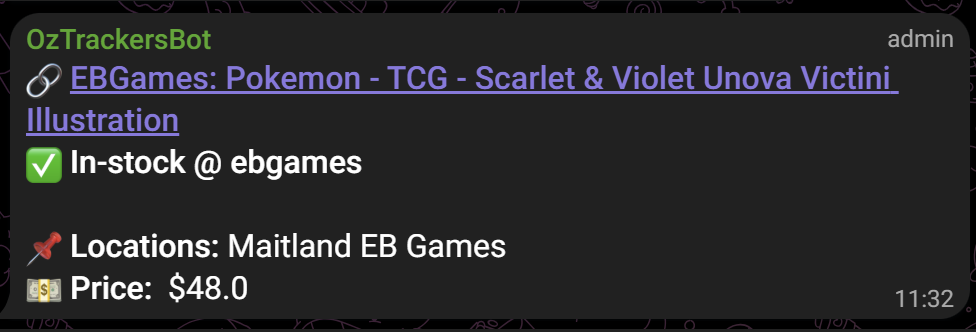 OzTrackersBot admin
EBGames: Pokemon - TCG - Scarlet & Violet Unova Victini
Illustration
In-stock @ ebgames
Locations: Maitland EB Games
Price: $48.0
11:32